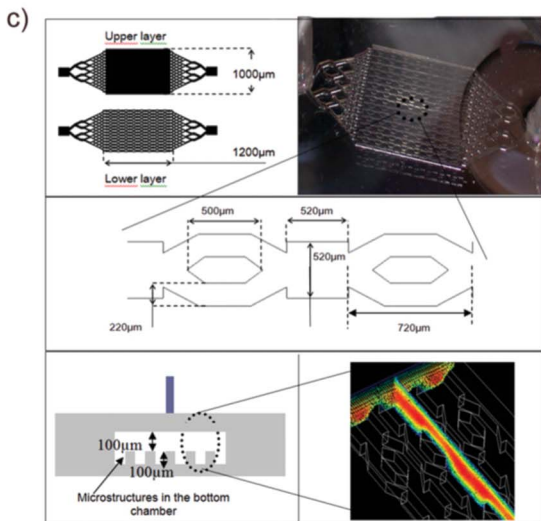 c)
Upper layer
1000µm
1200µm
Lower layer
500µm
520µm
520µm
220µm
720µm
100µm
100µm
Microstructures in the bottom
chamber